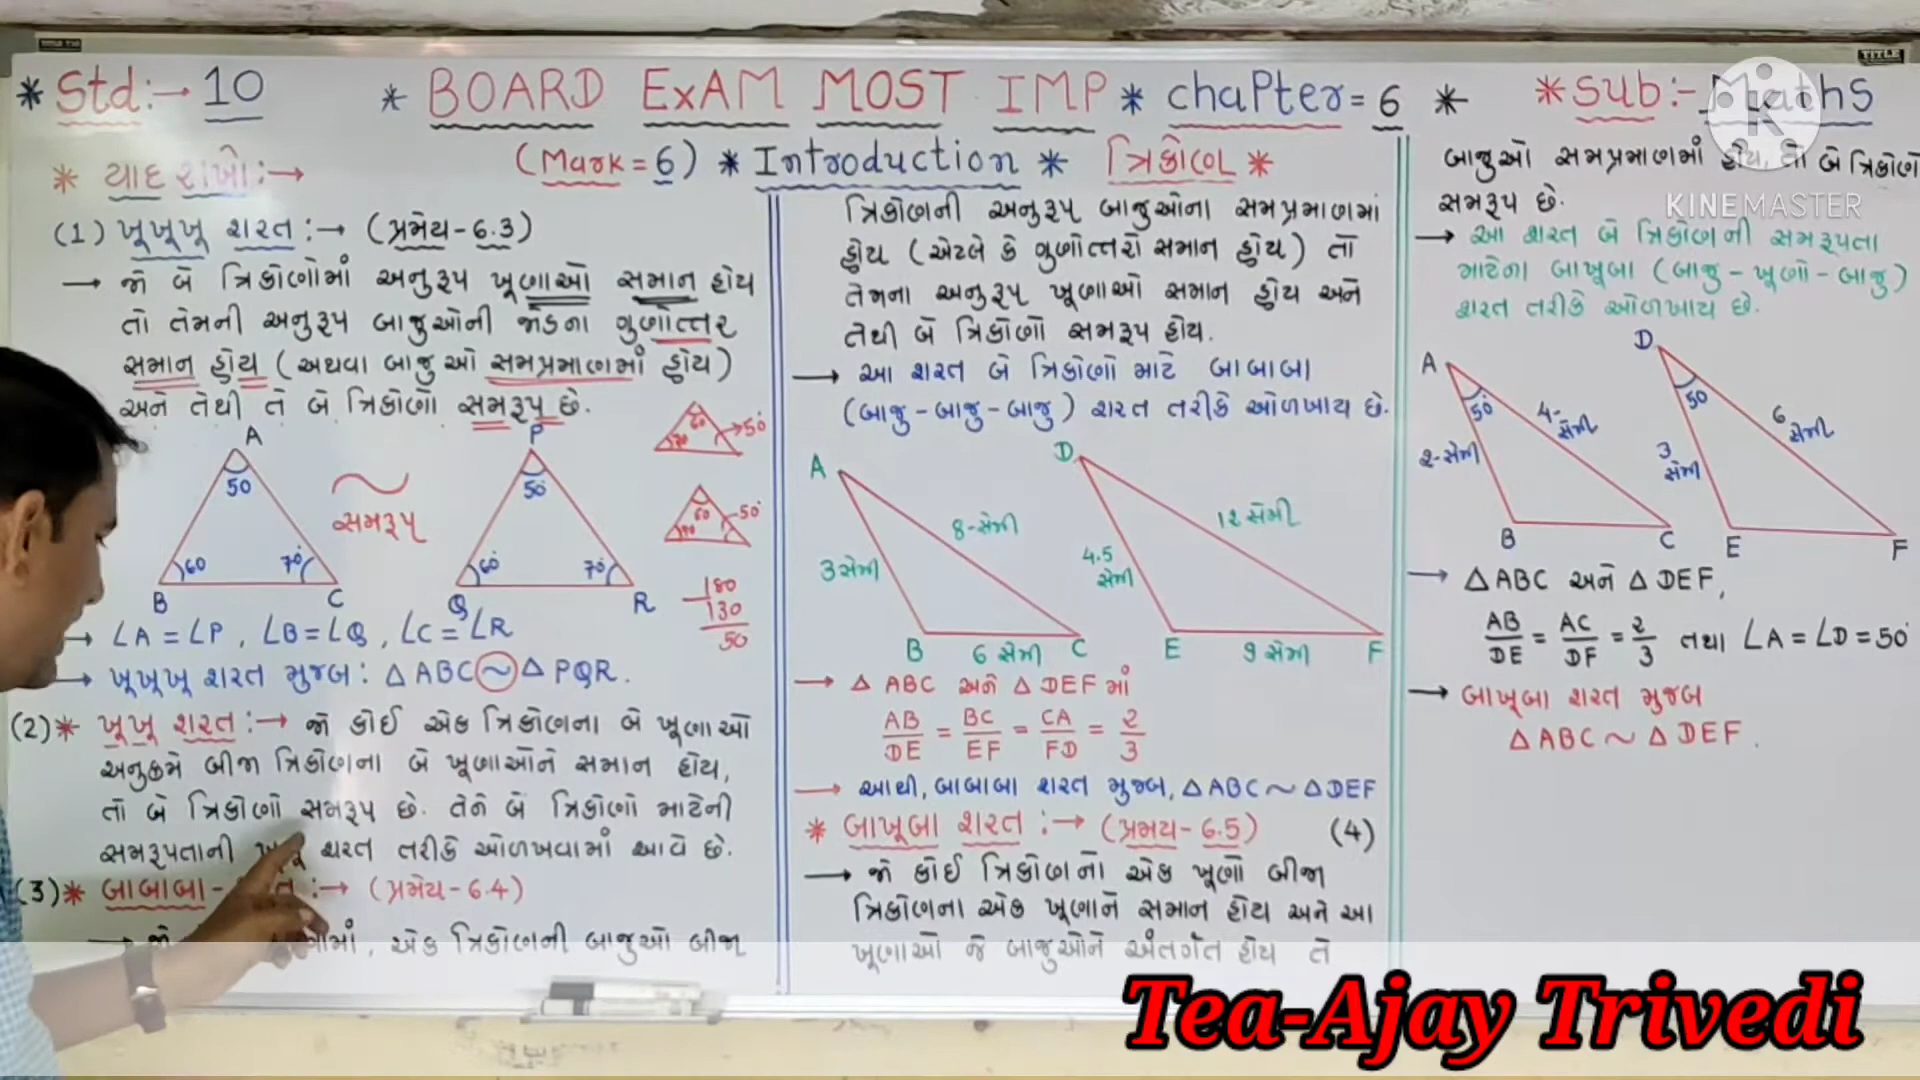 * Std:→ 10 * BOARD ExAM MOST IMP * chaPter = 6 * * Sub:- Maths
(Mark = 6) * Introduction * ત્રિકોણ *
KINEMASTER
* યાદ રાખો:→
(1) ખૂખૂખૂ શરત :→ (પ્રમેય-6.3)
→ જો બે ત્રિકોણોમાં અનુરૂપ ખૂણાઓ સમાન હોય
તો તેમની અનુરૂપ બાજુઓની જોડના ગુણોત્તર
સમાન હોય (અથવા બાજુઓ સમપ્રમાણમાં હોય)
અને તેથી તે બે ત્રિકોણો સમરૂપ છે.
A P
50 50°
~
સમરૂપ
60 70° 60° 70°
B C Q R
60 50°
70
60 50°
180
130
50
→ ∠A = ∠P, ∠B = ∠Q, ∠C = ∠R
→ ખૂખૂખૂ શરત મુજબ: △ ABC ~ △ PQR.
(2)* ખૂખૂ શરત:→ જો કોઈ એક ત્રિકોણના બે ખૂણાઓ
અનુક્રમે બીજા ત્રિકોણના બે ખૂણાઓને સમાન હોય,
તો બે ત્રિકોણો સમરૂપ છે. તેને બે ત્રિકોણો માટેની
સમરૂપતાની શરત તરીકે ઓળખવામાં આવે છે.
(3)* બાબાબા- :→ (પ્રમેય-6.4)
→ જો , એક ત્રિકોણની બાજુઓ બીજા
ત્રિકોણની અનુરૂપ બાજુઓના સમપ્રમાણમાં
હોય (એટલે કે ગુણોત્તરો સમાન હોય) તો
તેમના અનુરૂપ ખૂણાઓ સમાન હોય અને
તેથી બે ત્રિકોણો સમરૂપ હોય.
→ આ શરત બે ત્રિકોણો માટે બાબાબા
(બાજુ-બાજુ-બાજુ) શરત તરીકે ઓળખાય છે.
A D
8-સેમી 12 સેમી
3 સેમી 4.5 સેમી
B 6 સેમી C E 9 સેમી F
→ △ ABC અને △ DEF માં
AB/DE = BC/EF = CA/FD = 2/3
→ આથી, બાબાબા શરત મુજબ, △ABC ~ △DEF
* બાખૂબા શરત :→ (પ્રમેય-6.5) (4)
→ જો કોઈ ત્રિકોણનો એક ખૂણો બીજા
ત્રિકોણના એક ખૂણાને સમાન હોય અને આ
ખૂણાઓ જે બાજુઓને અંતર્ગત હોય તે
બાજુઓ સમપ્રમાણમાં હોય, તો બે ત્રિકોણો
સમરૂપ છે.
→ આ શરત બે ત્રિકોણની સમરૂપતા
માટેના બાખૂબા (બાજુ-ખૂણો-બાજુ)
શરત તરીકે ઓળખાય છે.
A D
50° 50
4-સેમી 6 સેમી
2-સેમી 3 સેમી
B C E F
→ △ABC અને △DEF,
AB/DE = AC/DF = 2/3 તથા ∠A = ∠D = 50°
→ બાખૂબા શરત મુજબ
△ABC ~ △DEF.
Tea-Ajay Trivedi